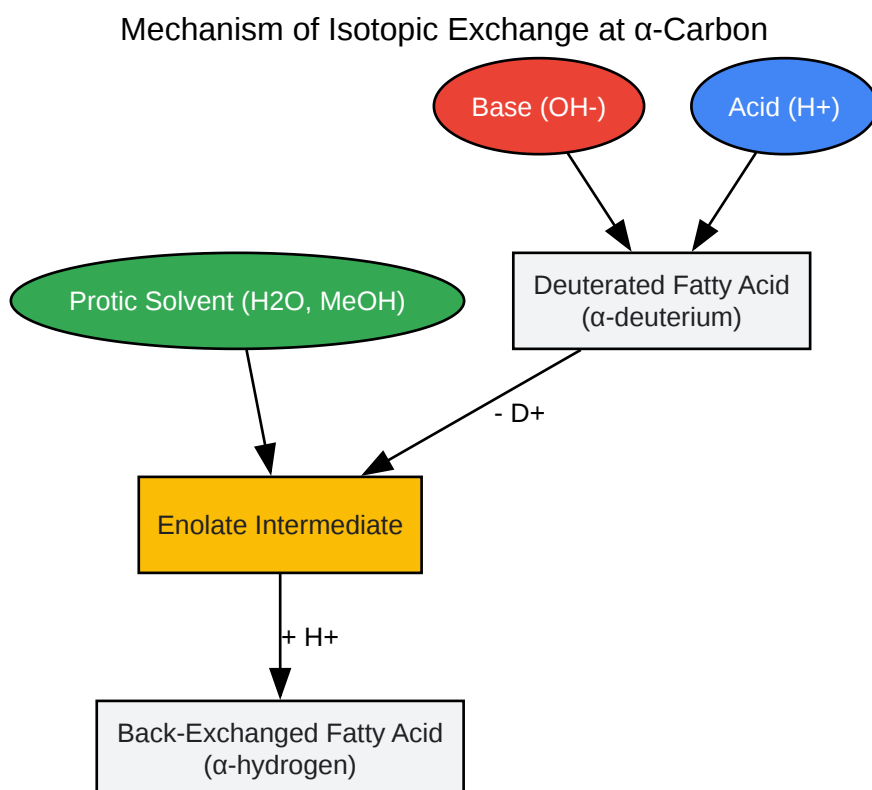 Mechanism of Isotopic Exchange at α-Carbon
Base (OH-)
Acid (H+)
Protic Solvent (H2O, MeOH)
Deuterated Fatty Acid
(α-deuterium)
- D+
Enolate Intermediate
+ H+
Back-Exchanged Fatty Acid
(α-hydrogen)